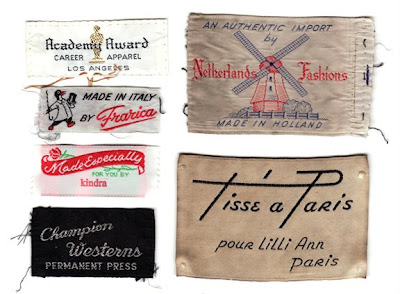 Academy Award
CAREER APPAREL
LOS ANGELES
MADE IN ITALY
BY Frarica
Made Especially
FOR YOU BY
kindra
Champion
Westerns
PERMANENT PRESS
AN AUTHENTIC IMPORT
by
Netherlands Fashions
MADE IN HOLLAND
Tissé a Paris
pour Lilli Ann
Paris